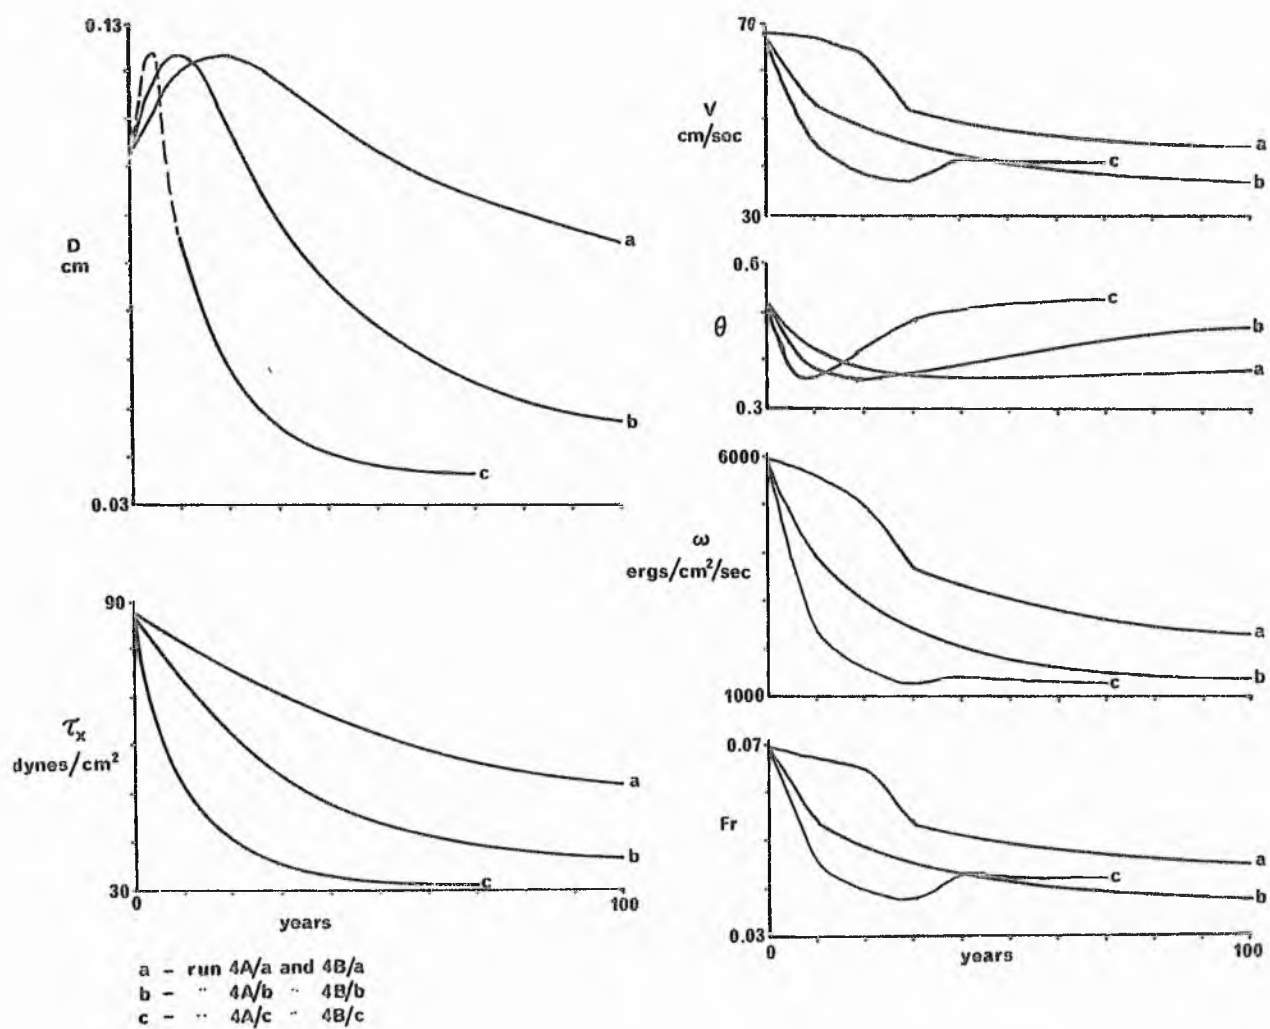 0.13
D
cm
0.03
a
b
c
90
τx
dynes/cm²
30
a
b
c
0
100
years
a – run 4A/a and 4B/a
b – ·· 4A/b ·· 4B/b
c – ·· 4A/c ·· 4B/c
70
V
cm/sec
30
a
c
b
0.6
θ
0.3
c
b
a
6000
ω
ergs/cm²/sec
1000
a
b
c
0.07
Fr
0.03
a
c
b
0
100
years